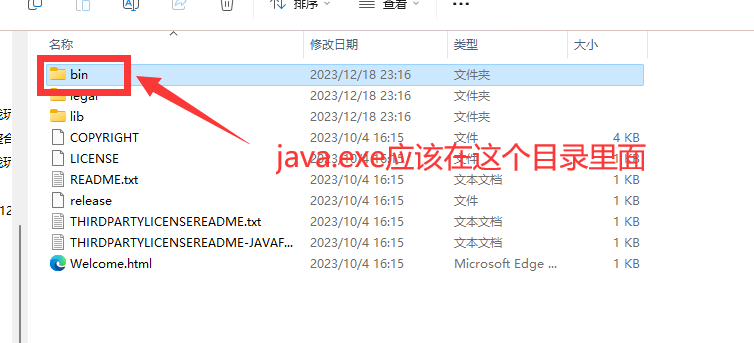 排序
查看
名称
修改日期
类型
大小
bin
2023/12/18 23:16
文件夹
legal
2023/12/18 23:16
文件夹
lib
2023/12/18 23:16
文件夹
COPYRIGHT
2023/10/4 16:15
文件
4 KB
java.exe应该在这个目录里面
LICENSE
2023/10/4 16:15
文件
1 KB
README.txt
2023/10/4 16:15
文本文档
1 KB
release
2023/10/4 16:15
文件
1 KB
THIRDPARTYLICENSEREADME.txt
2023/10/4 16:15
文本文档
1 KB
THIRDPARTYLICENSEREADME-JAVAF...
2023/10/4 16:15
文本文档
1 KB
Welcome.html
2023/10/4 16:15
Microsoft Edge ...
1 KB